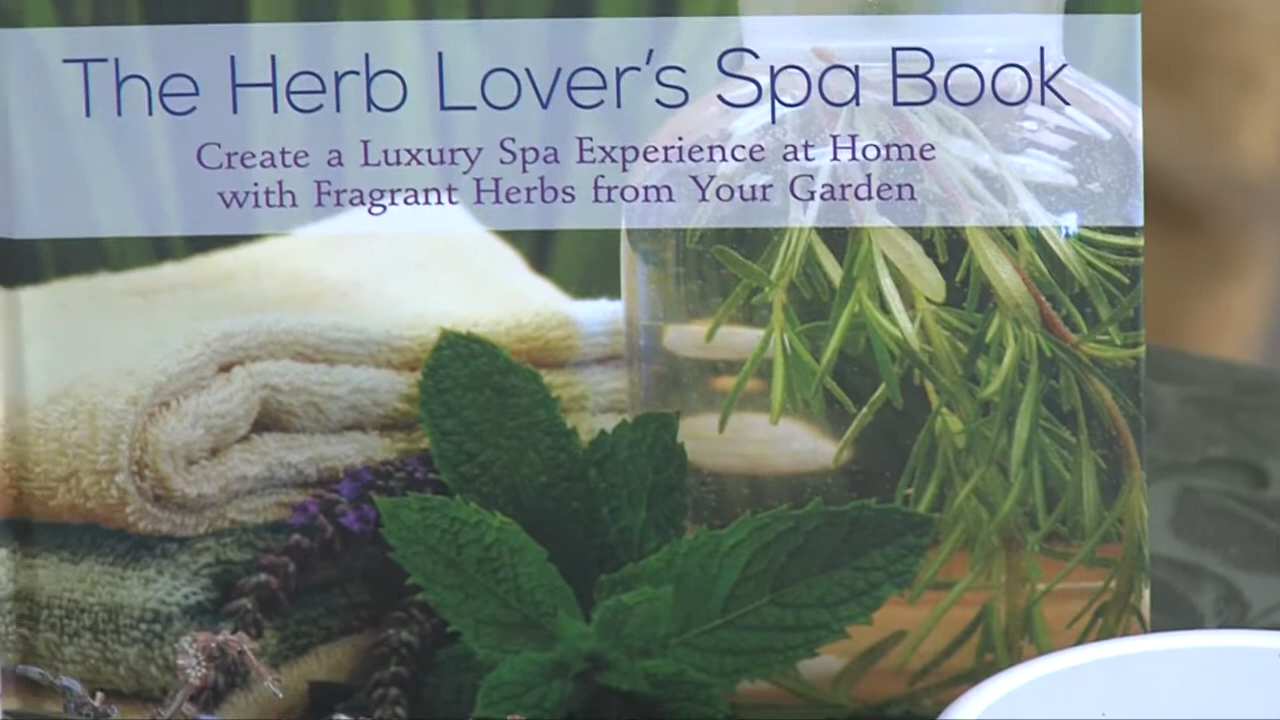 The Herb Lover's Spa Book
Create a Luxury Spa Experience at Home
with Fragrant Herbs from Your Garden